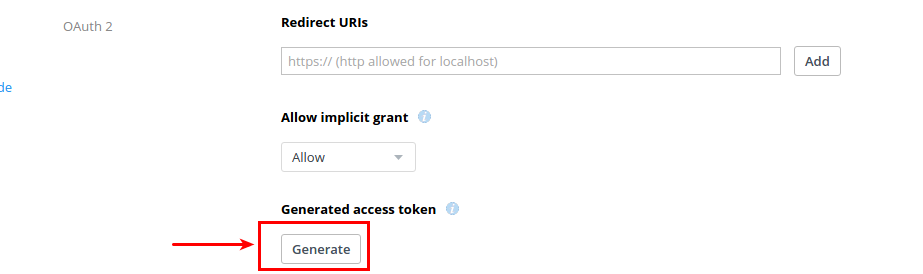 OAuth 2
Redirect URIs
https:// (http allowed for localhost)
Add
de
Allow implicit grant
Allow
Generated access token
Generate